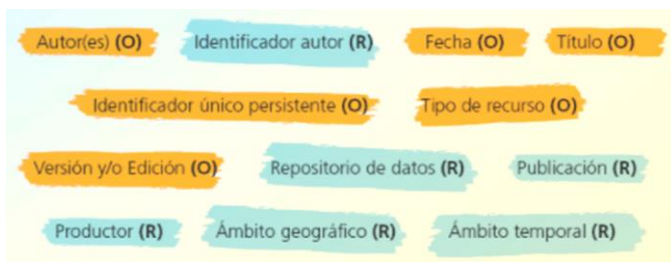 Autor(es) (O) Identificador autor (R) Fecha (O) Título (O)
Identificador único persistente (O) Tipo de recurso (O)
Versión y/o Edición (O) Repositorio de datos (R) Publicación (R)
Productor (R) Ámbito geográfico (R) Ámbito temporal (R)